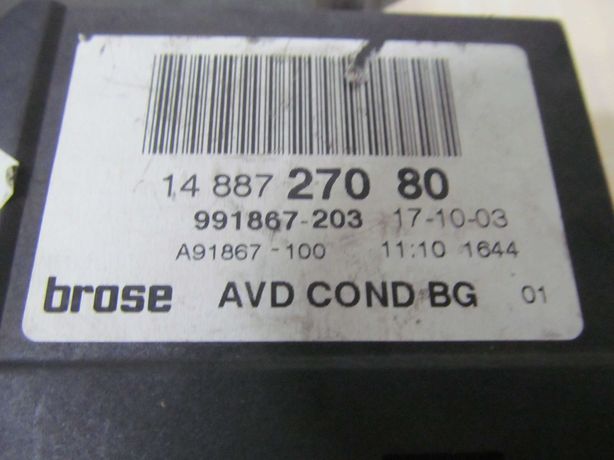 14 887 270 80
991867-203 17-10-03
A91867-100 11:10 1644
brose AVD COND BG 01